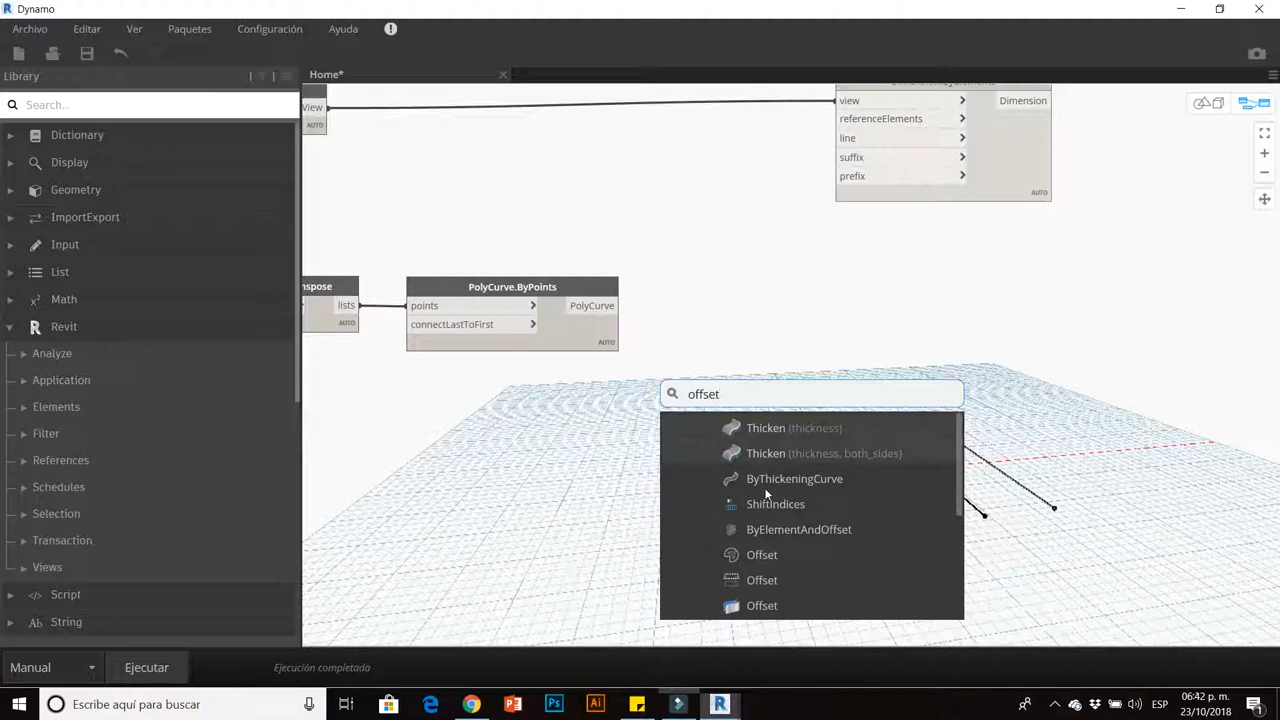 Dynamo
Archivo Editar Ver Paquetes Configuración Ayuda
Library
Home*
Search...
Dictionary
Display
Geometry
ImportExport
Input
List
Math
Revit
Analyze
Application
Elements
Filter
References
Schedules
Selection
Transaction
Views
Script
String
View
AUTO
view Dimension
referenceElements
line
suffix
prefix
AUTO
nspose
lists
AUTO
PolyCurve.ByPoints
points PolyCurve
connectLastToFirst
AUTO
offset
Thicken (thickness)
Thicken (thickness, both_sides)
ByThickeningCurve
ShiftIndices
ByElementAndOffset
Offset
Offset
Offset
Manual Ejecutar Ejecución completada
Escribe aquí para buscar
ESP
06:42 p. m.
23/10/2018